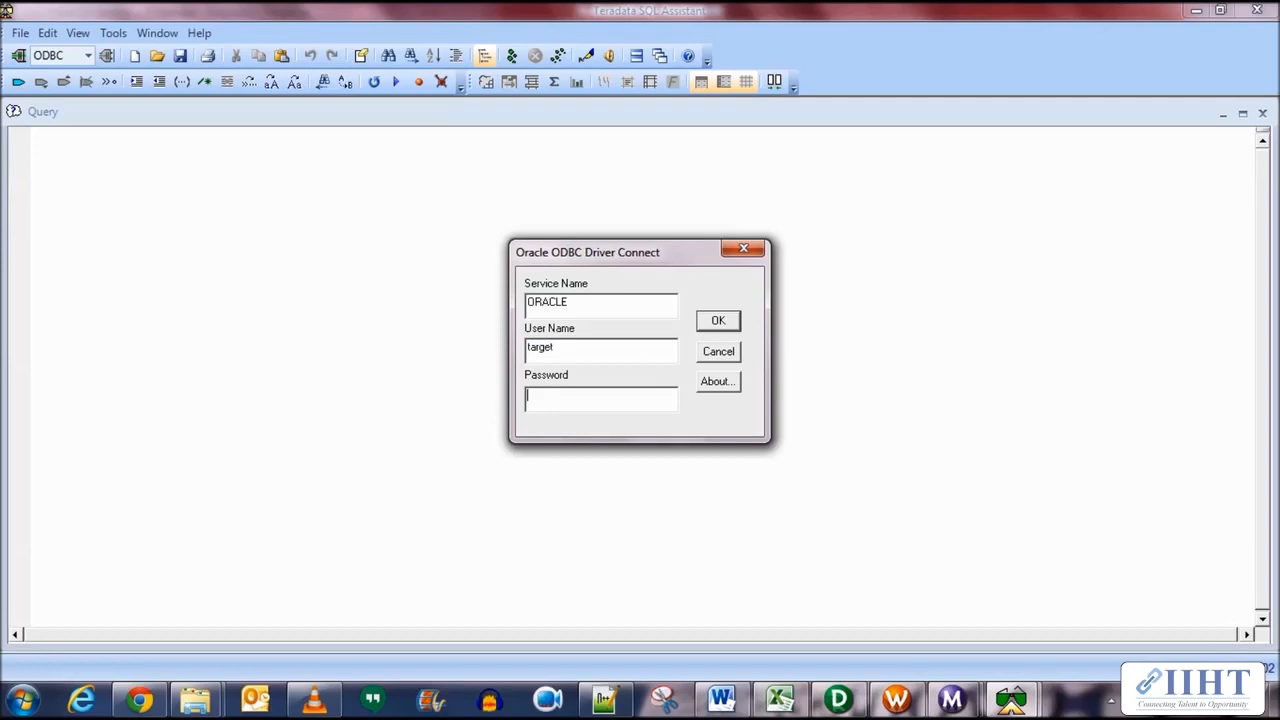 Teradata SQL Assistant
File Edit View Tools Window Help
ODBC
Query
Oracle ODBC Driver Connect
Service Name
ORACLE
OK
User Name
target
Cancel
Password
About...
IIHT
Connecting Talent to Opportunity